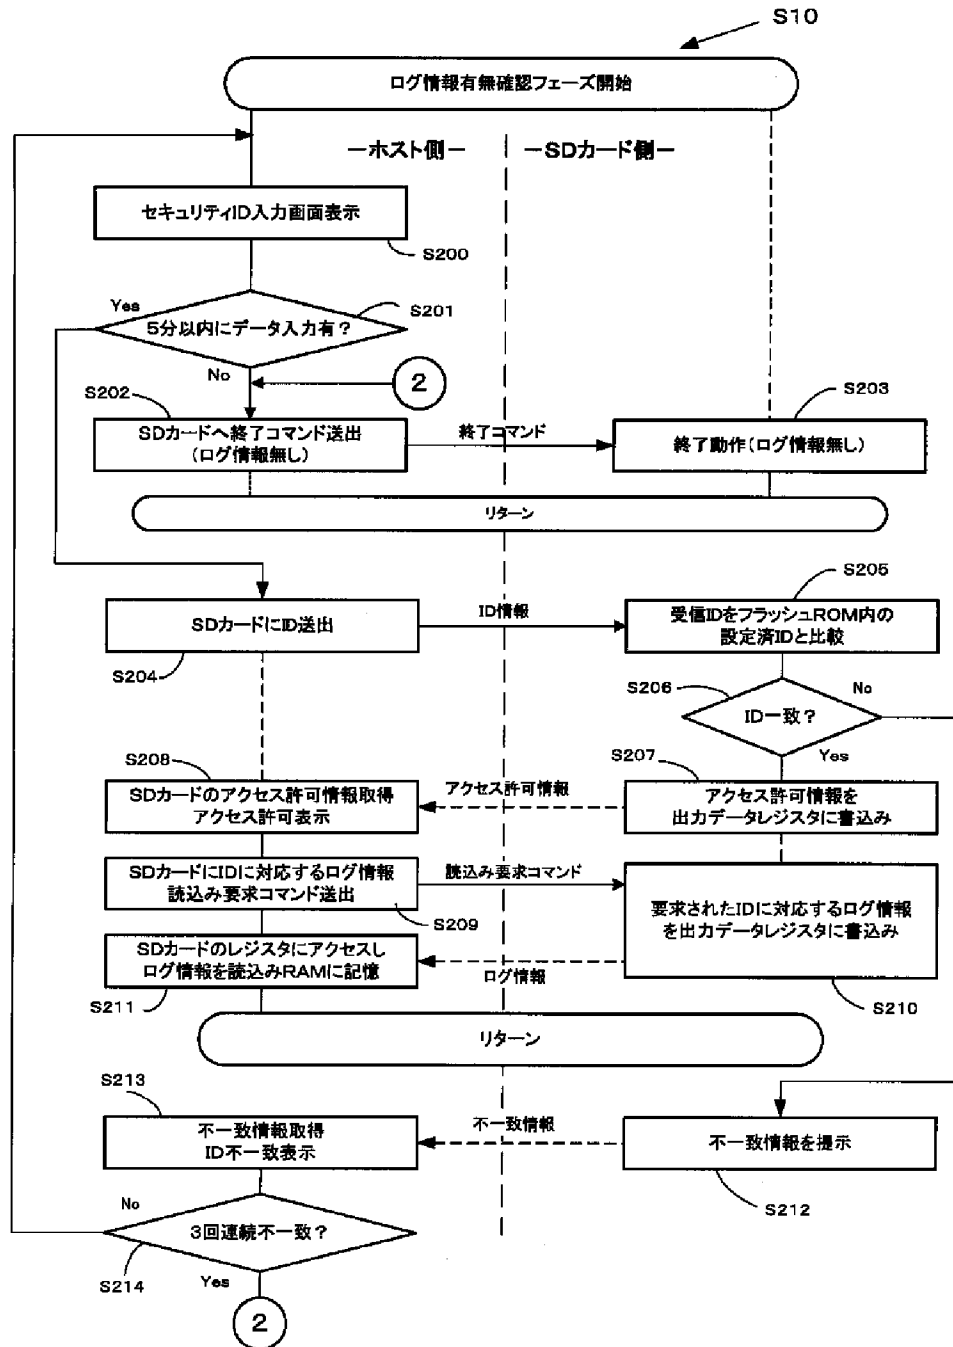 S10
ログ情報有無確認フェーズ開始
－ホスト側－
－SDカード側－
セキュリティID入力画面表示
S200
Yes
S201
5分以内にデータ入力有？
No
2
S202
S203
SDカードへ終了コマンド送出
(ログ情報無し)
終了コマンド
終了動作(ログ情報無し)
リターン
S205
SDカードにID送出
ID情報
受信IDをフラッシュROM内の
設定済IDと比較
S204
S206
No
ID一致？
S208
S207
Yes
SDカードのアクセス許可情報取得
アクセス許可表示
アクセス許可情報
アクセス許可情報を
出力データレジスタに書込み
SDカードにIDに対応するログ情報
読込み要求コマンド送出
読込み要求コマンド
S209
要求されたIDに対応するログ情報
を出力データレジスタに書込み
SDカードのレジスタにアクセスし
ログ情報を読込みRAMに記憶
ログ情報
S211
S210
リターン
S213
不一致情報取得
ID不一致表示
不一致情報
不一致情報を提示
S212
No
3回連続不一致？
S214
Yes
2